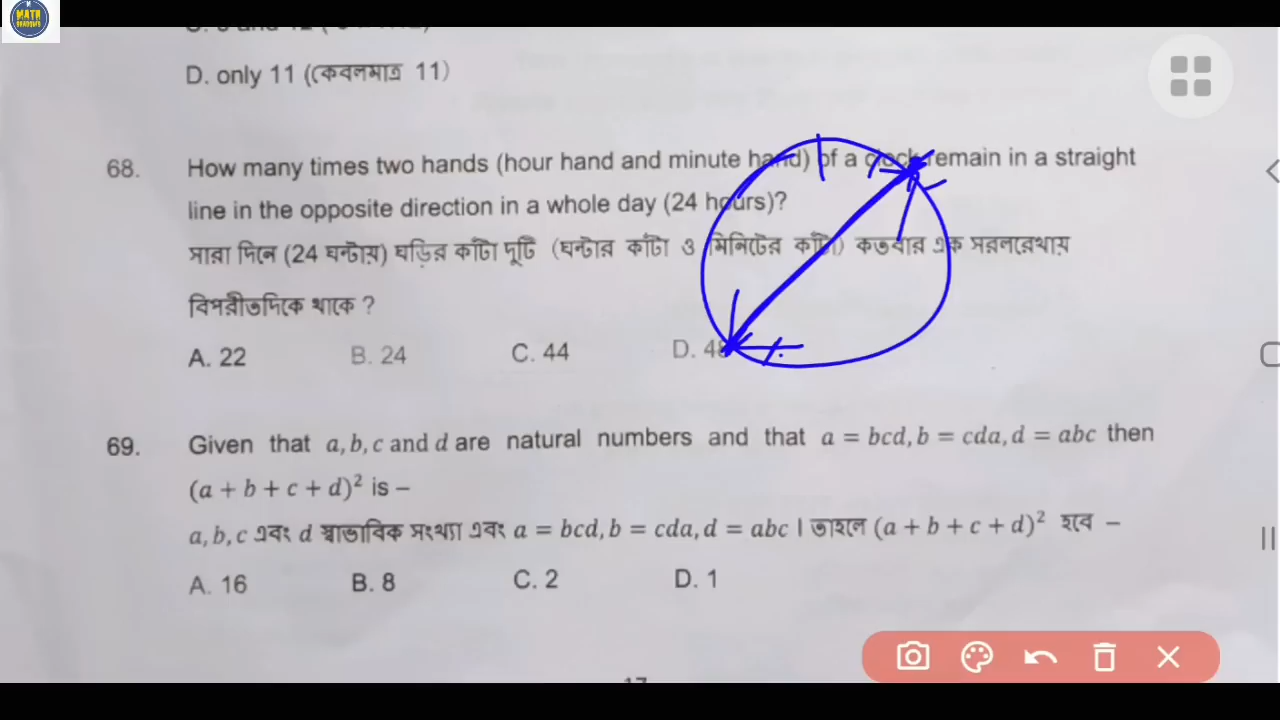 MATH
D. only 11 ((কেবলমাত্র 11)
68. How many times two hands (hour hand and minute hand) of a clock remain in a straight
line in the opposite direction in a whole day (24 hours)?
সারা দিনে (24 ঘন্টায়) ঘড়ির কাঁটা দূটি (ঘন্টার কাঁটা ও মিনিটের কাঁটা) কতবার এক সরলরেখায়
বিপরীতদিকে থাকে ?
A. 22 B. 24 C. 44 D. 48
69. Given that a, b, c and d are natural numbers and that a = bcd, b = cda, d = abc then
(a + b + c + d)² is –
a, b, c এবং d স্বাভাবিক সংখ্যা এবং a = bcd, b = cda, d = abc । তাহলে (a + b + c + d)² হবে –
A. 16 B. 8 C. 2 D. 1